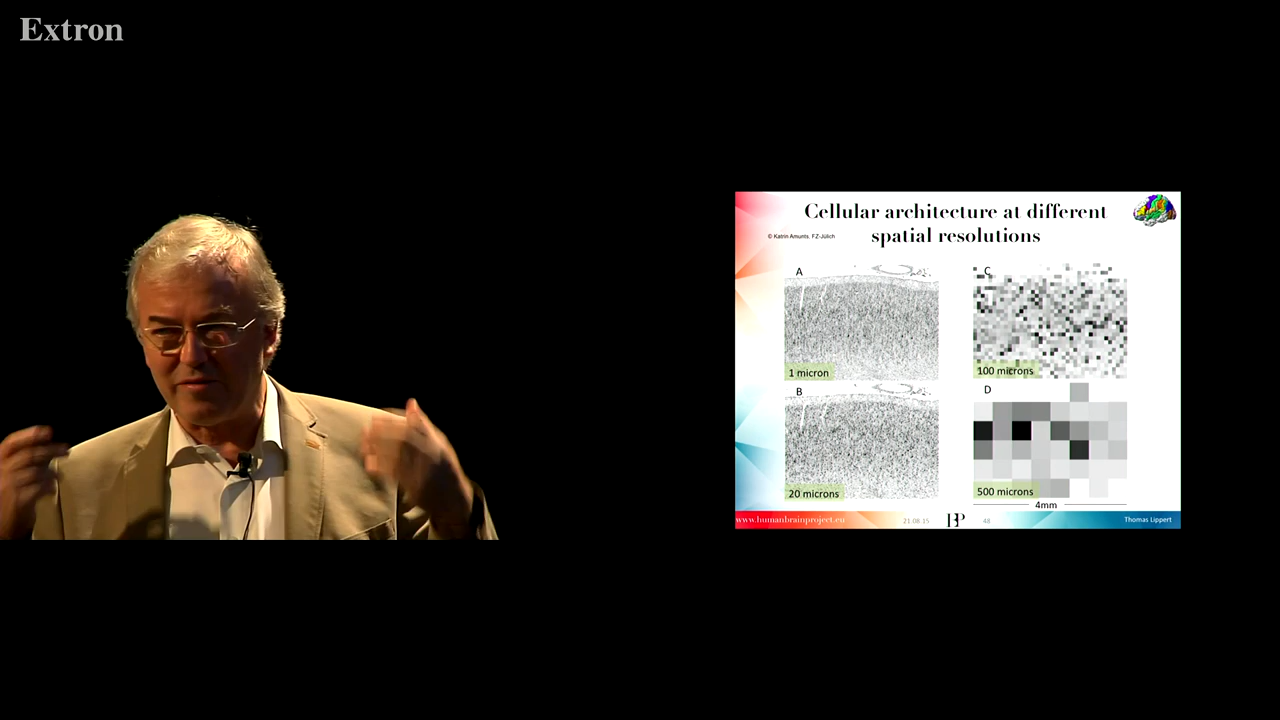 Extron
Cellular architecture at different
spatial resolutions
© Katrin Amunts. FZ-Jülich
A
1 micron
B
20 microns
C
100 microns
D
500 microns
4mm
www.humanbrainproject.eu
21.08.15
48
Thomas Lippert